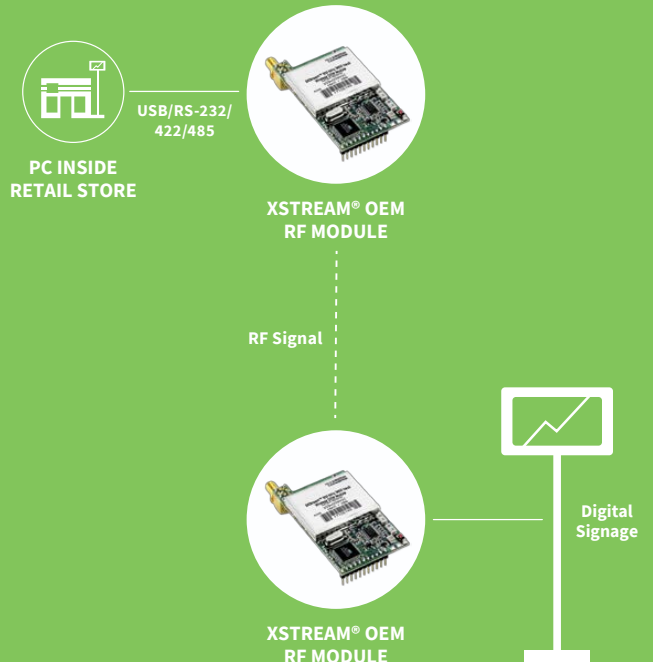 USB/RS-232/
422/485
PC INSIDE
RETAIL STORE
XSTREAM® OEM
RF MODULE
RF Signal
Digital
Signage
XSTREAM® OEM
RF MODULE